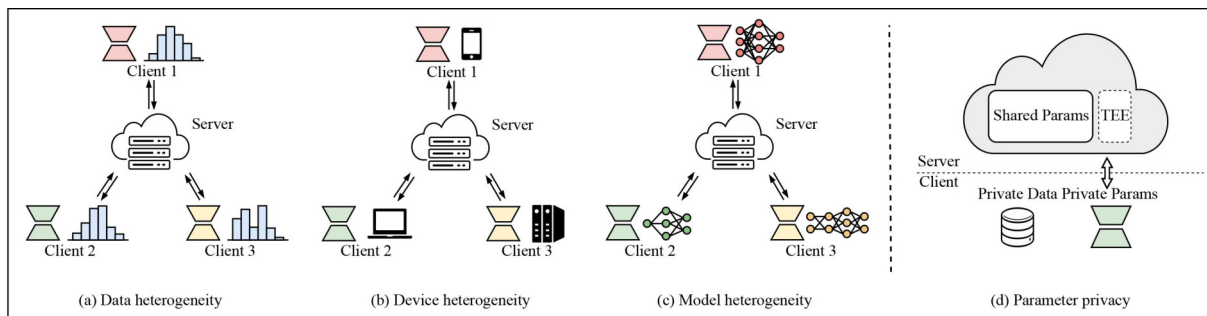 Client 1
Server
Client 2
Client 3
(a) Data heterogeneity
Client 1
Server
Client 2
Client 3
(b) Device heterogeneity
Client 1
Server
Client 2
Client 3
(c) Model heterogeneity
Shared Params
TEE
Server
Client
Private Data Private Params
(d) Parameter privacy